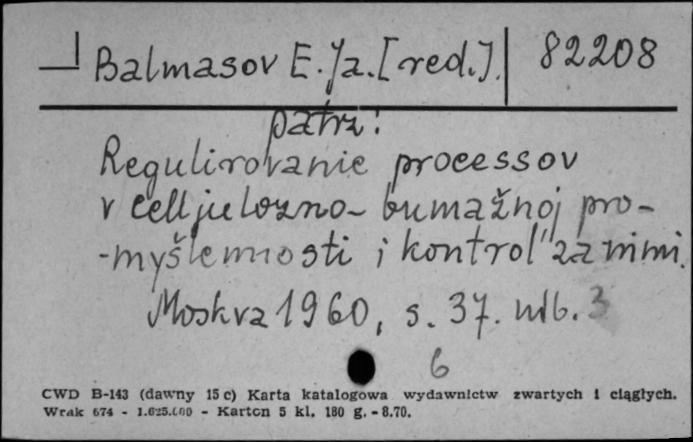 Balmasov E. Ja. [red.]. 82208
patrz:
Regulirovanie processov
v celljulozno-bumažnoj pro-
-myšlennosti i kontrol' za nimi.
Moskva 1960, s. 37. nlb. 3
6
CWD B-143 (dawny 15 c) Karta katalogowa wydawnictw zwartych i ciągłych.
Wrak 674 - 1.625.000 - Karton 5 kl. 180 g. - 8.70.